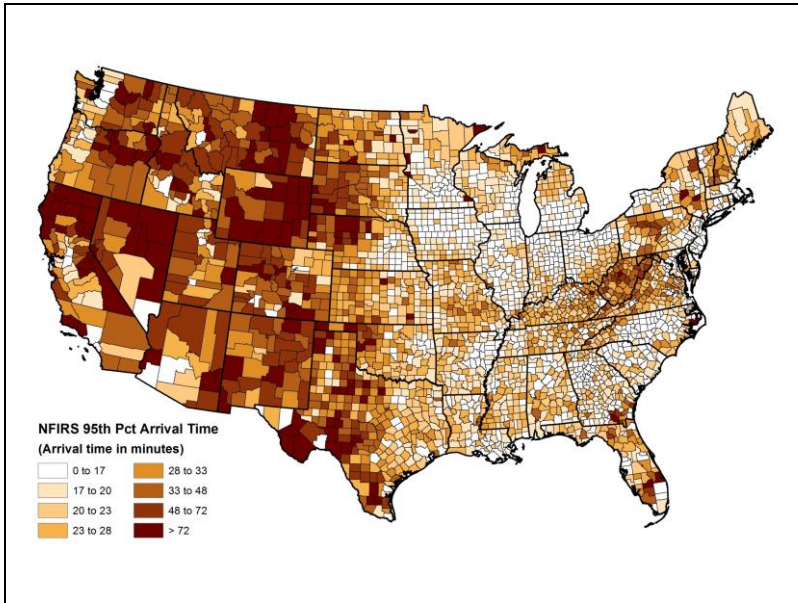 NFIRS 95th Pct Arrival Time
(Arrival time in minutes)
0 to 17
28 to 33
17 to 20
33 to 48
20 to 23
48 to 72
23 to 28
> 72